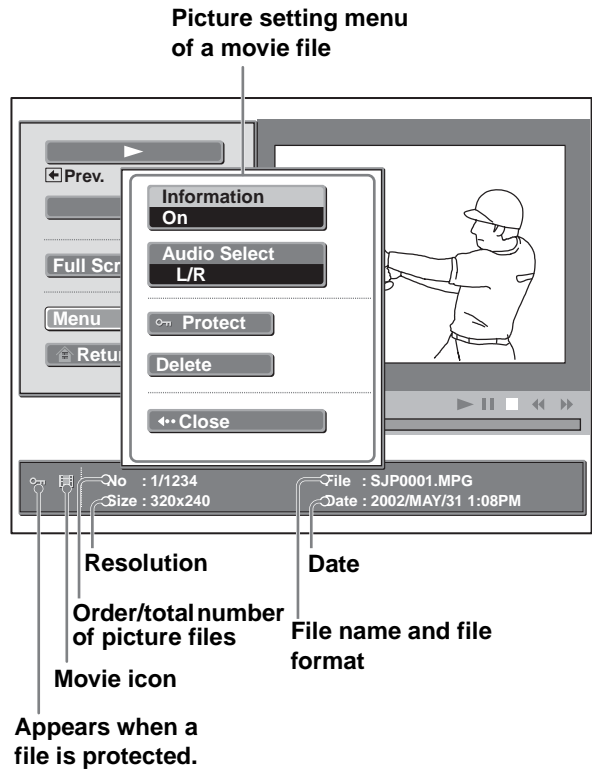 Picture setting menu
of a movie file
Prev.
Information
On
Full Scr
Audio Select
L/R
Menu
Protect
Retu
Delete
Close
No : 1/1234
File : SJP0001.MPG
Size : 320x240
Date : 2002/MAY/31 1:08PM
Resolution
Date
Order/total number
of picture files
File name and file
format
Movie icon
Appears when a
file is protected.